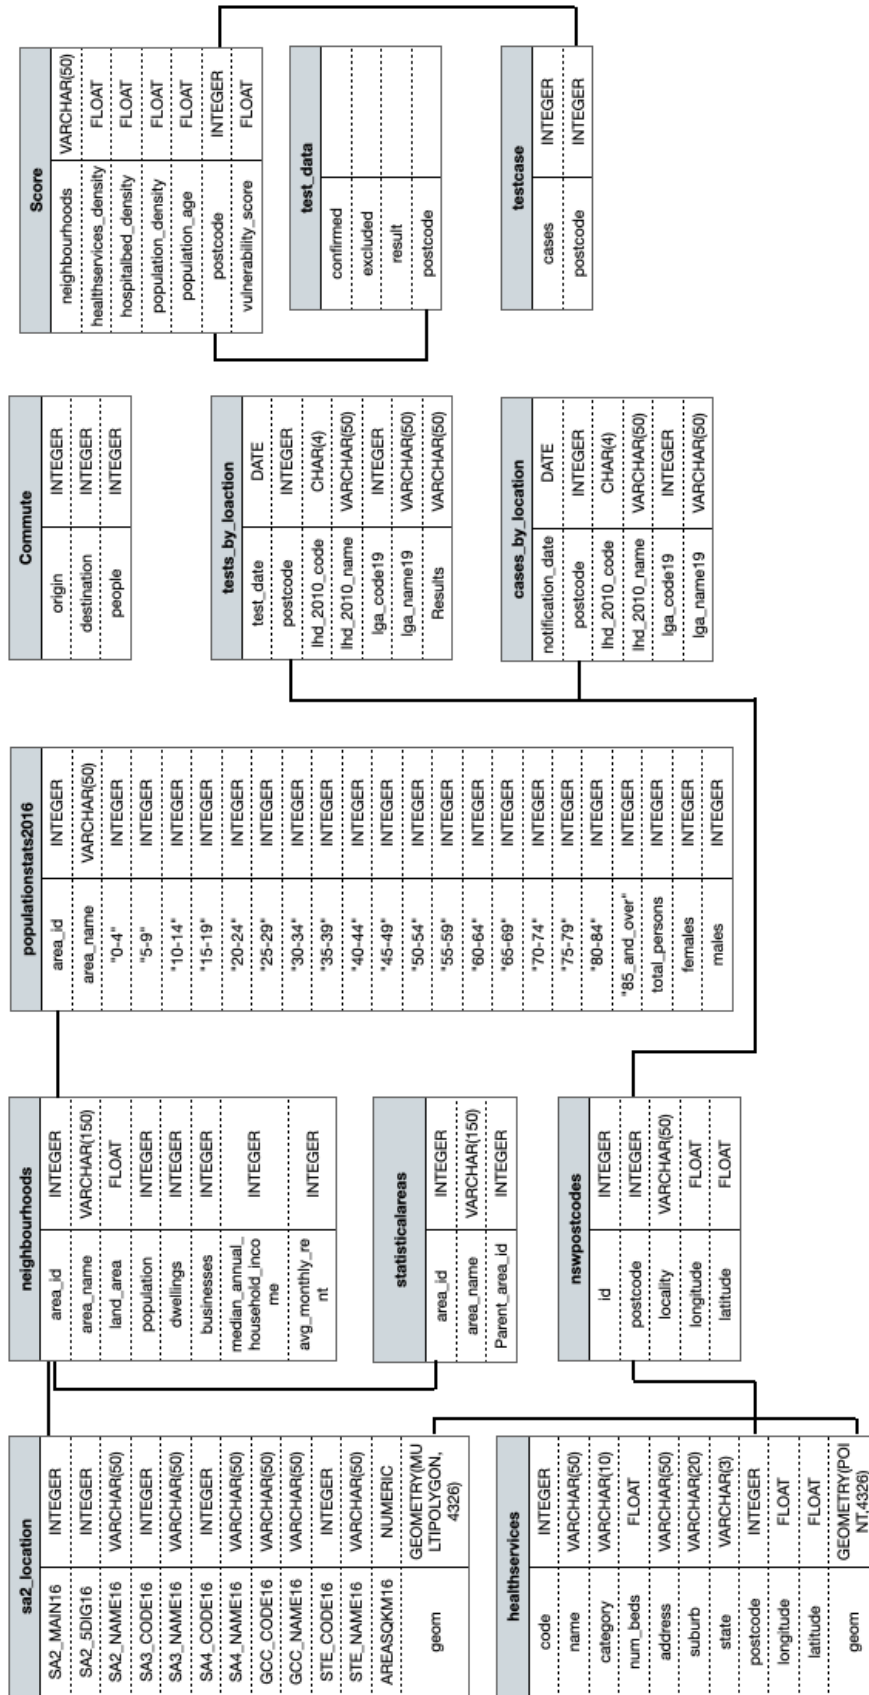 sa2_location
SA2_MAIN16 INTEGER
SA2_5DIG16 INTEGER
SA2_NAME16 VARCHAR(50)
SA3_CODE16 INTEGER
SA3_NAME16 VARCHAR(50)
SA4_CODE16 INTEGER
SA4_NAME16 VARCHAR(50)
GCC_CODE16 VARCHAR(50)
GCC_NAME16 VARCHAR(50)
STE_CODE16 INTEGER
STE_NAME16 VARCHAR(50)
AREASQKM16 NUMERIC
geom GEOMETRY(MU
LTIPOLYGON,
4326)
neighbourhoods
area_id INTEGER
area_name VARCHAR(150)
land_area FLOAT
population INTEGER
dwellings INTEGER
businesses INTEGER
median_annual_
household_inco
me INTEGER
avg_monthly_re
nt INTEGER
populationstats2016
area_id INTEGER
area_name VARCHAR(50)
"0-4" INTEGER
"5-9" INTEGER
"10-14" INTEGER
"15-19" INTEGER
"20-24" INTEGER
"25-29" INTEGER
"30-34" INTEGER
"35-39" INTEGER
"40-44" INTEGER
"45-49" INTEGER
"50-54" INTEGER
"55-59" INTEGER
"60-64" INTEGER
"65-69" INTEGER
"70-74" INTEGER
"75-79" INTEGER
"80-84" INTEGER
"85_and_over" INTEGER
total_persons INTEGER
females INTEGER
males INTEGER
Commute
origin INTEGER
destination INTEGER
people INTEGER
Score
neighbourhoods VARCHAR(50)
healthservices_density FLOAT
hospitalbed_density FLOAT
population_density FLOAT
population_age FLOAT
postcode INTEGER
vulnerability_score FLOAT
statisticalareas
area_id INTEGER
area_name VARCHAR(150)
Parent_area_id INTEGER
tests_by_loaction
test_date DATE
postcode INTEGER
lhd_2010_code CHAR(4)
lhd_2010_name VARCHAR(50)
lga_code19 INTEGER
lga_name19 VARCHAR(50)
Results VARCHAR(50)
test_data
confirmed
excluded
result
postcode
healthservices
code INTEGER
name VARCHAR(50)
category VARCHAR(10)
num_beds FLOAT
address VARCHAR(50)
suburb VARCHAR(20)
state VARCHAR(3)
postcode INTEGER
longitude FLOAT
latitude FLOAT
geom GEOMETRY(POI
NT,4326)
nswpostcodes
id INTEGER
postcode INTEGER
locality VARCHAR(50)
longitude FLOAT
latitude FLOAT
cases_by_location
notification_date DATE
postcode INTEGER
lhd_2010_code CHAR(4)
lhd_2010_name VARCHAR(50)
lga_code19 INTEGER
lga_name19 VARCHAR(50)
testcase
cases INTEGER
postcode INTEGER